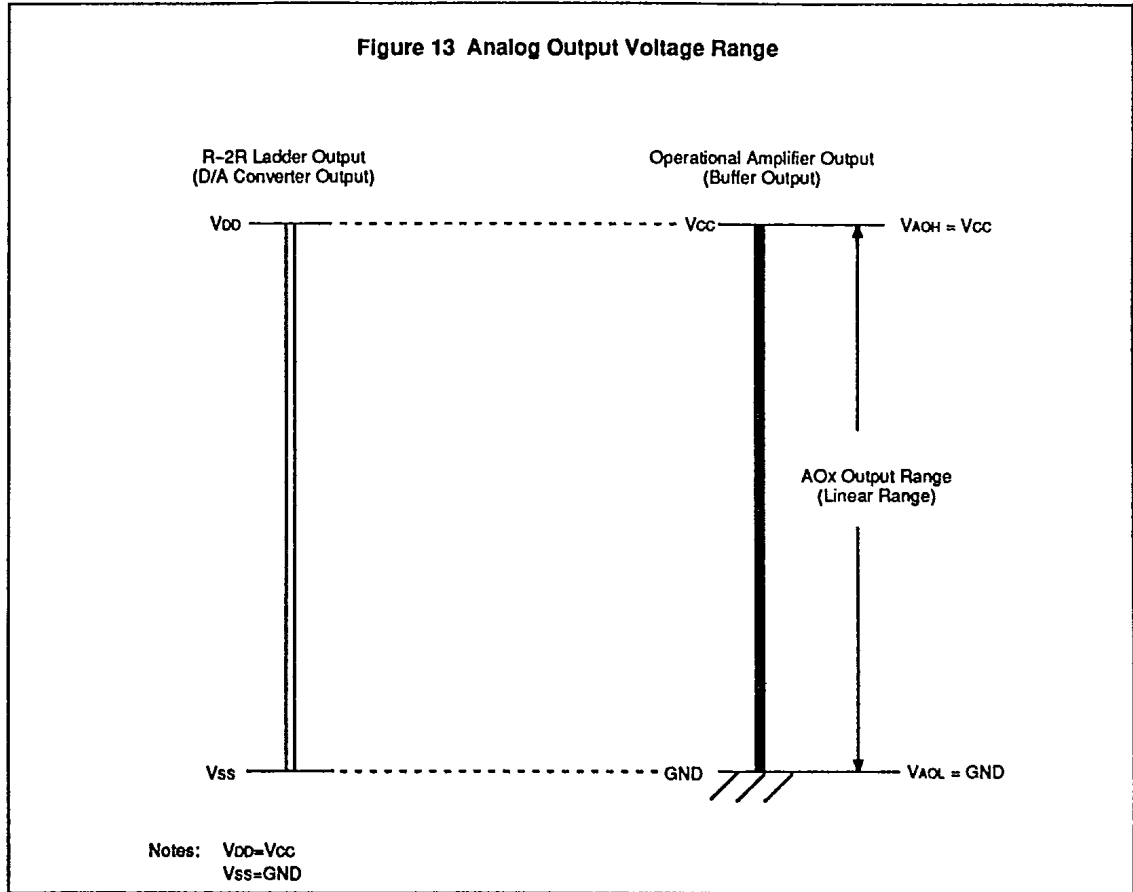 Figure 13 Analog Output Voltage Range
R-2R Ladder Output
(D/A Converter Output)
Operational Amplifier Output
(Buffer Output)
VDD
VCC
VAOH = VCC
AOx Output Range
(Linear Range)
VSS
GND
VAOL = GND
Notes: VDD=VCC
VSS=GND